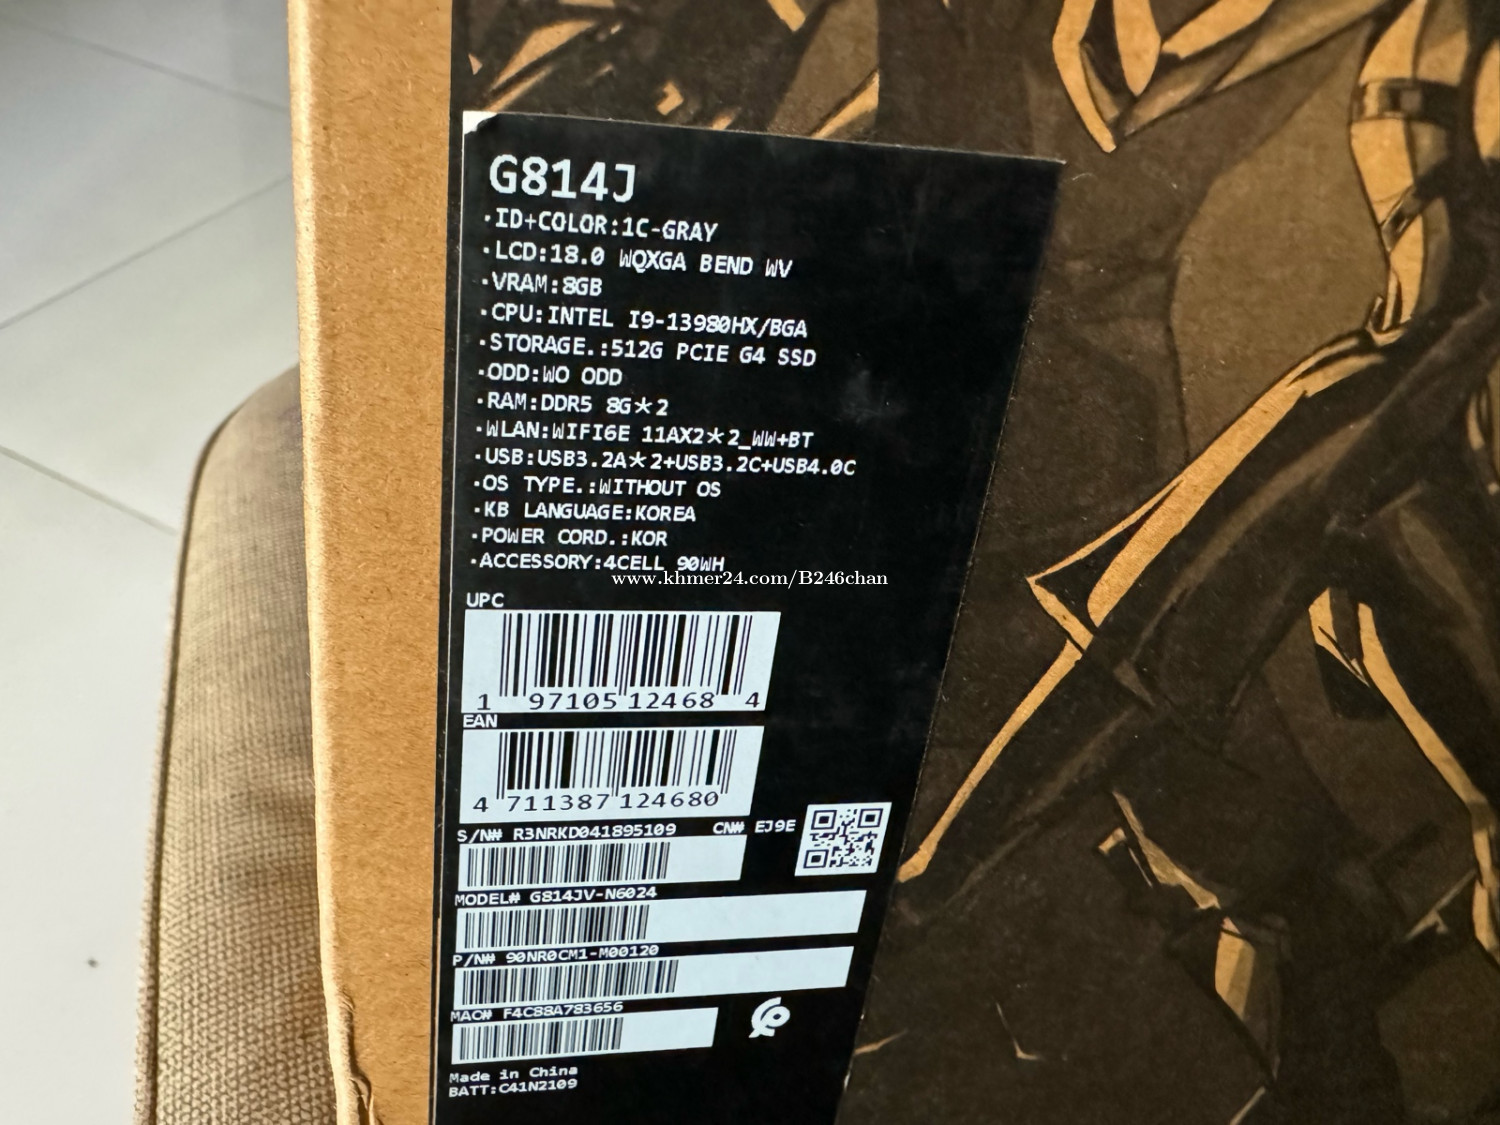 G814J
·ID+COLOR:1C-GRAY
·LCD:18.0 WQXGA BEND WV
·VRAM:8GB
·CPU:INTEL I9-13980HX/BGA
·STORAGE.:512G PCIE G4 SSD
·ODD:WO ODD
·RAM:DDR5 8G*2
·WLAN:WIFI6E 11AX2*2_WW+BT
·USB:USB3.2A*2+USB3.2C+USB4.0C
·OS TYPE.:WITHOUT OS
·KB LANGUAGE:KOREA
·POWER CORD.:KOR
·ACCESSORY:4CELL 90WH
www.khmer24.com/B246chan
UPC
1 97105 12468 4
EAN
4 711387 124680
S/N# R3NRKD041895109 CN# EJ9E
MODEL# G814JV-N6024
P/N# 90NR0CM1-M00120
MAC# F4C88A783656
Made in China
BATT:C41N2109